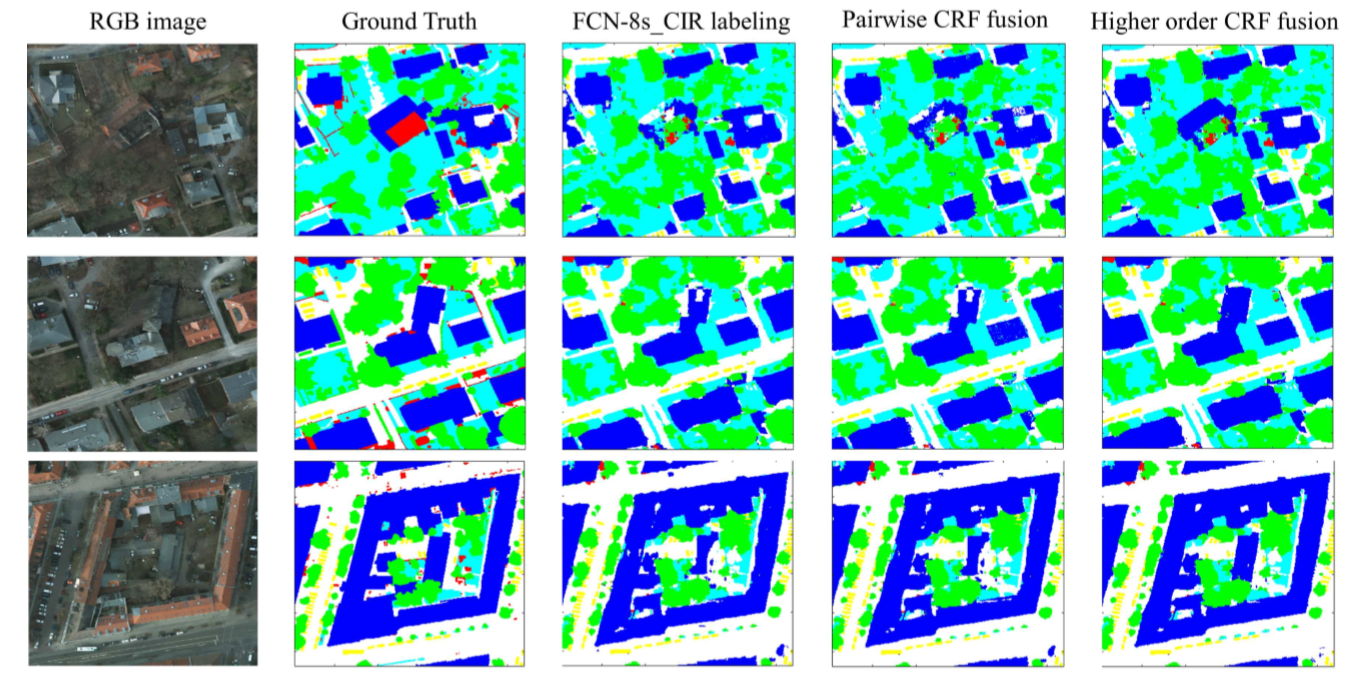 RGB image
Ground Truth
FCN-8s_CIR labeling
Pairwise CRF fusion
Higher order CRF fusion